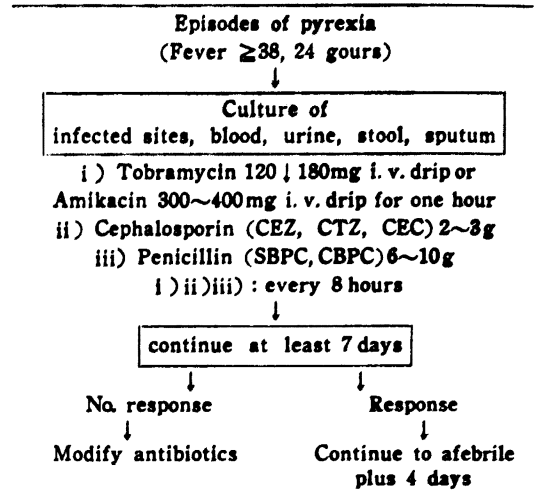 Episodes of pyrexia
(Fever ≧38, 24 gours)
↓
Culture of
infected sites, blood, urine, stool, sputum
i) Tobramycin 120↓180mg i. v. drip or
Amikacin 300~400mg i. v. drip for one hour
ii) Cephalosporin (CEZ, CTZ, CEC) 2~3g
iii) Penicillin (SBPC, CBPC) 6~10g
i) ii) iii) : every 8 hours
↓
continue at least 7 days
↓ ↓
No. response Response
↓ ↓
Modify antibiotics Continue to afebrile
plus 4 days